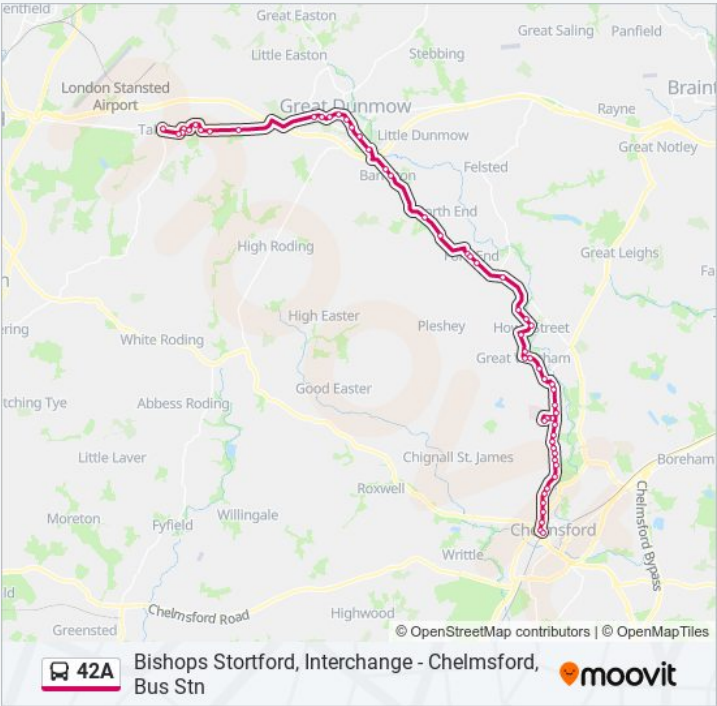 Great Easton
Great Saling
Panfield
Little Easton
Stebbing
London Stansted
Airport
Braint
Great Dunmow
Rayne
Little Dunmow
Great Notley
Felsted
High Roding
Great Leighs
High Easter
Pleshey
White Roding
Good Easter
Abbess Roding
Little Laver
Chignall St. James
Boreham
Roxwell
Moreton
Willingale
Fyfield
Chelmsford
Chelmsford Bypass
Writtle
Chelmsford Road
Highwood
Greensted
© OpenStreetMap contributors | © OpenMapTiles
42A
Bishops Stortford, Interchange - Chelmsford,
Bus Stn
moovit